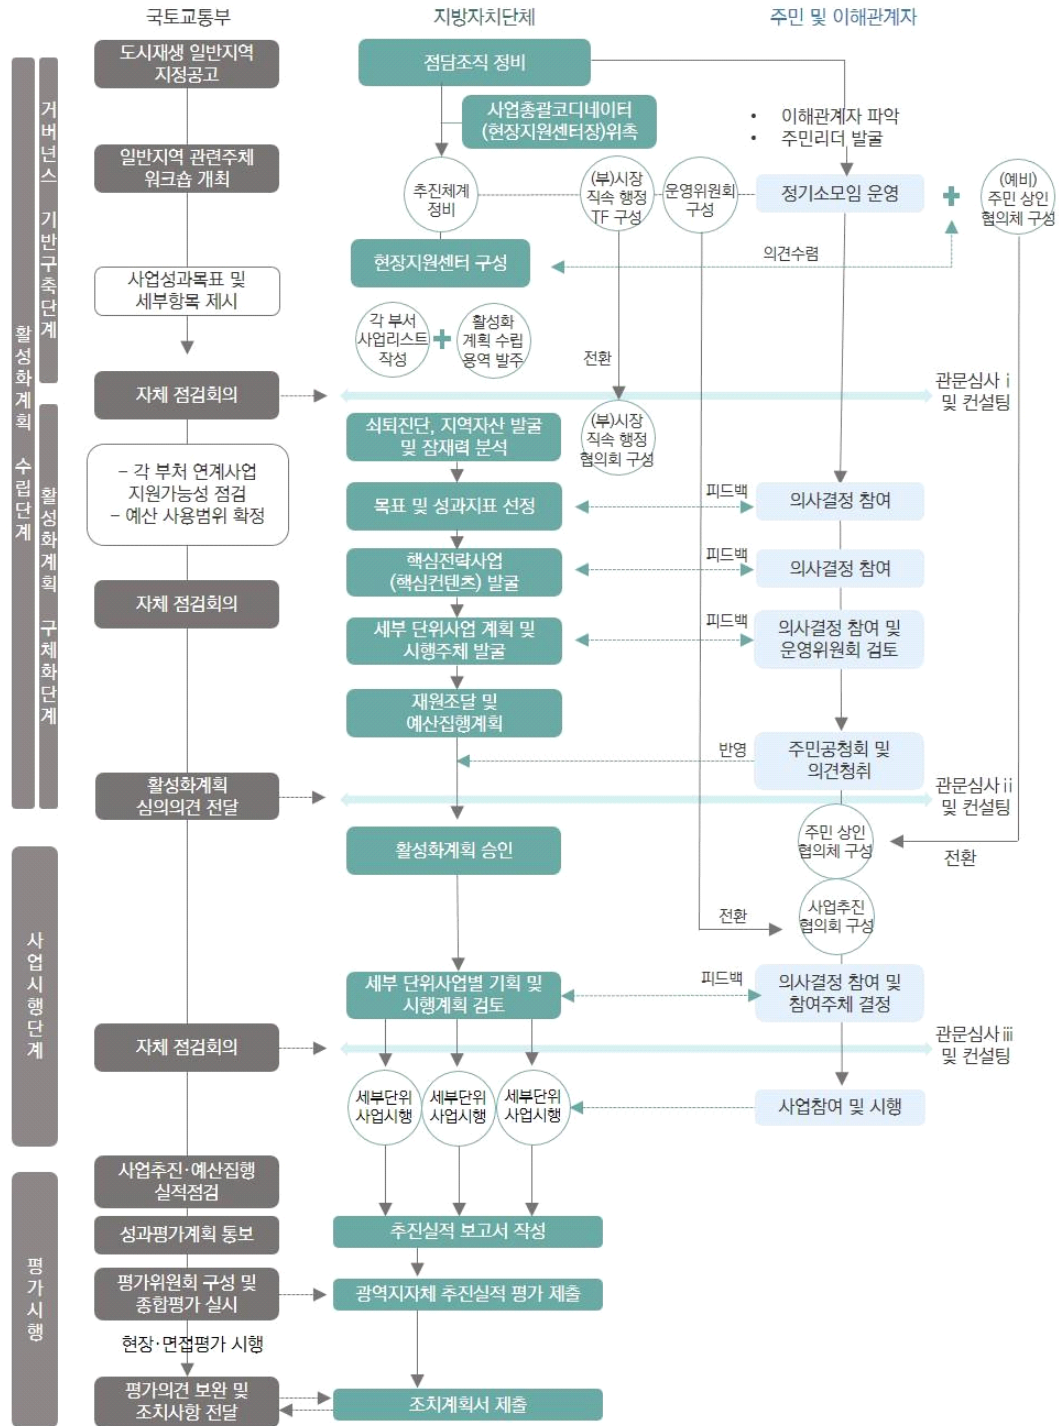 국토교통부
지방자치단체
주민 및 이해관계자
도시재생 일반지역
지정공고
점담조직 정비
사업총괄코디네이터
(현장지원센터장)위촉
• 이해관계자 파악
• 주민리더 발굴
거버넌스 기반구축단계
일반지역 관련주체
워크숍 개최
추진체계
정비
(부)시장
직속 행정
TF 구성
운영위원회
구성
정기소모임 운영
+
(예비)
주민 상인
협의체 구성
현장지원센터 구성
의견수렴
사업성과목표 및
세부항목 제시
각 부서
사업리스트
작성
+
활성화
계획 수립
용역 발주
전환
활성화계획 수립단계
자체 점검회의
관문심사 i
및 컨설팅
활성화계획 구체화단계
쇠퇴진단, 지역자산 발굴
및 잠재력 분석
(부)시장
직속 행정
협의회 구성
- 각 부처 연계사업
지원가능성 점검
- 예산 사용범위 확정
목표 및 성과지표 선정
피드백
의사결정 참여
핵심전략사업
(핵심컨텐츠) 발굴
피드백
의사결정 참여
자체 점검회의
세부 단위사업 계획 및
시행주체 발굴
피드백
의사결정 참여 및
운영위원회 검토
재원조달 및
예산집행계획
반영
주민공청회 및
의견청취
활성화계획
심의의견 전달
관문심사 ii
및 컨설팅
활성화계획 승인
주민 상인
협의체 구성
전환
사업시행단계
전환
사업추진
협의회 구성
세부 단위사업별 기획 및
시행계획 검토
피드백
의사결정 참여 및
참여주체 결정
자체 점검회의
관문심사 iii
및 컨설팅
세부단위
사업시행
세부단위
사업시행
세부단위
사업시행
사업참여 및 시행
평가시행
사업추진·예산집행
실적점검
성과평가계획 통보
추진실적 보고서 작성
평가위원회 구성 및
종합평가 실시
광역지자체 추진실적 평가 제출
현장·면접평가 시행
평가의견 보완 및
조치사항 전달
조치계획서 제출